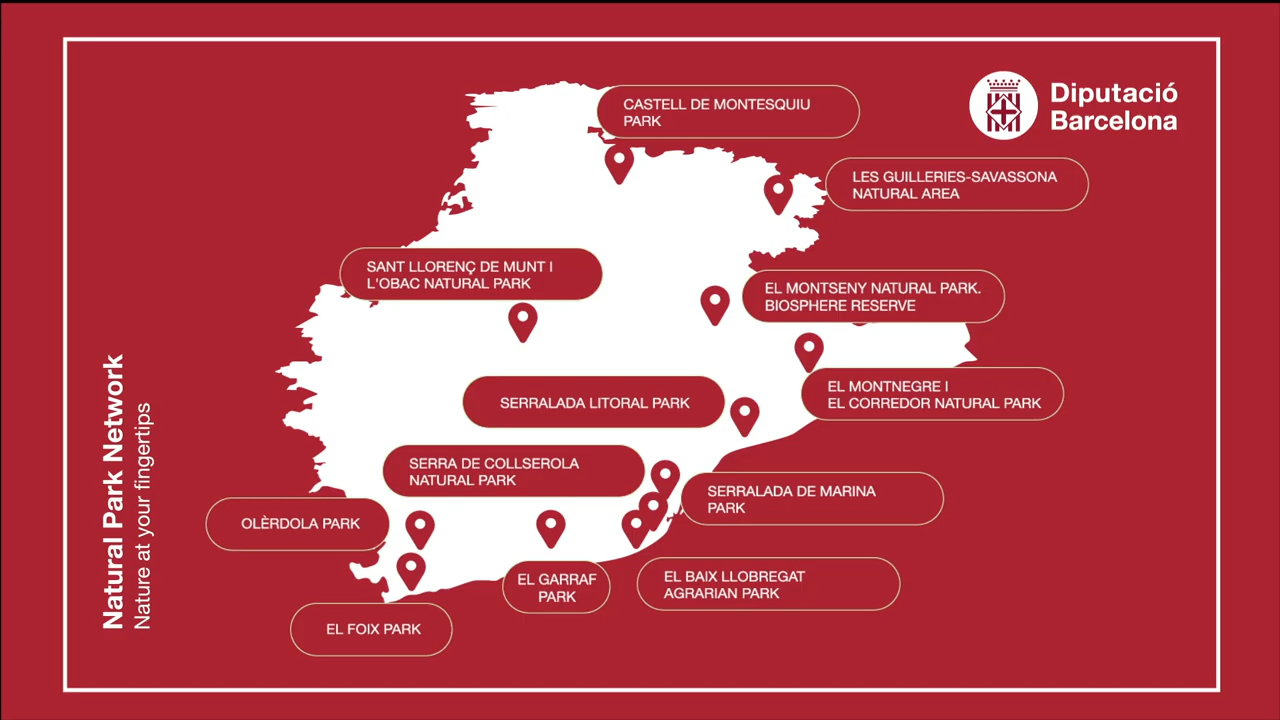 CASTELL DE MONTESQUIU
PARK
Diputació
Barcelona
LES GUILLERIES-SAVASSONA
NATURAL AREA
SANT LLORENÇ DE MUNT I
L'OBAC NATURAL PARK
EL MONTSENY NATURAL PARK.
BIOSPHERE RESERVE
EL MONTNEGRE I
EL CORREDOR NATURAL PARK
SERRALADA LITORAL PARK
SERRA DE COLLSEROLA
NATURAL PARK
SERRALADA DE MARINA
PARK
OLÈRDOLA PARK
EL GARRAF
PARK
EL BAIX LLOBREGAT
AGRARIAN PARK
EL FOIX PARK
Natural Park Network
Nature at your fingertips